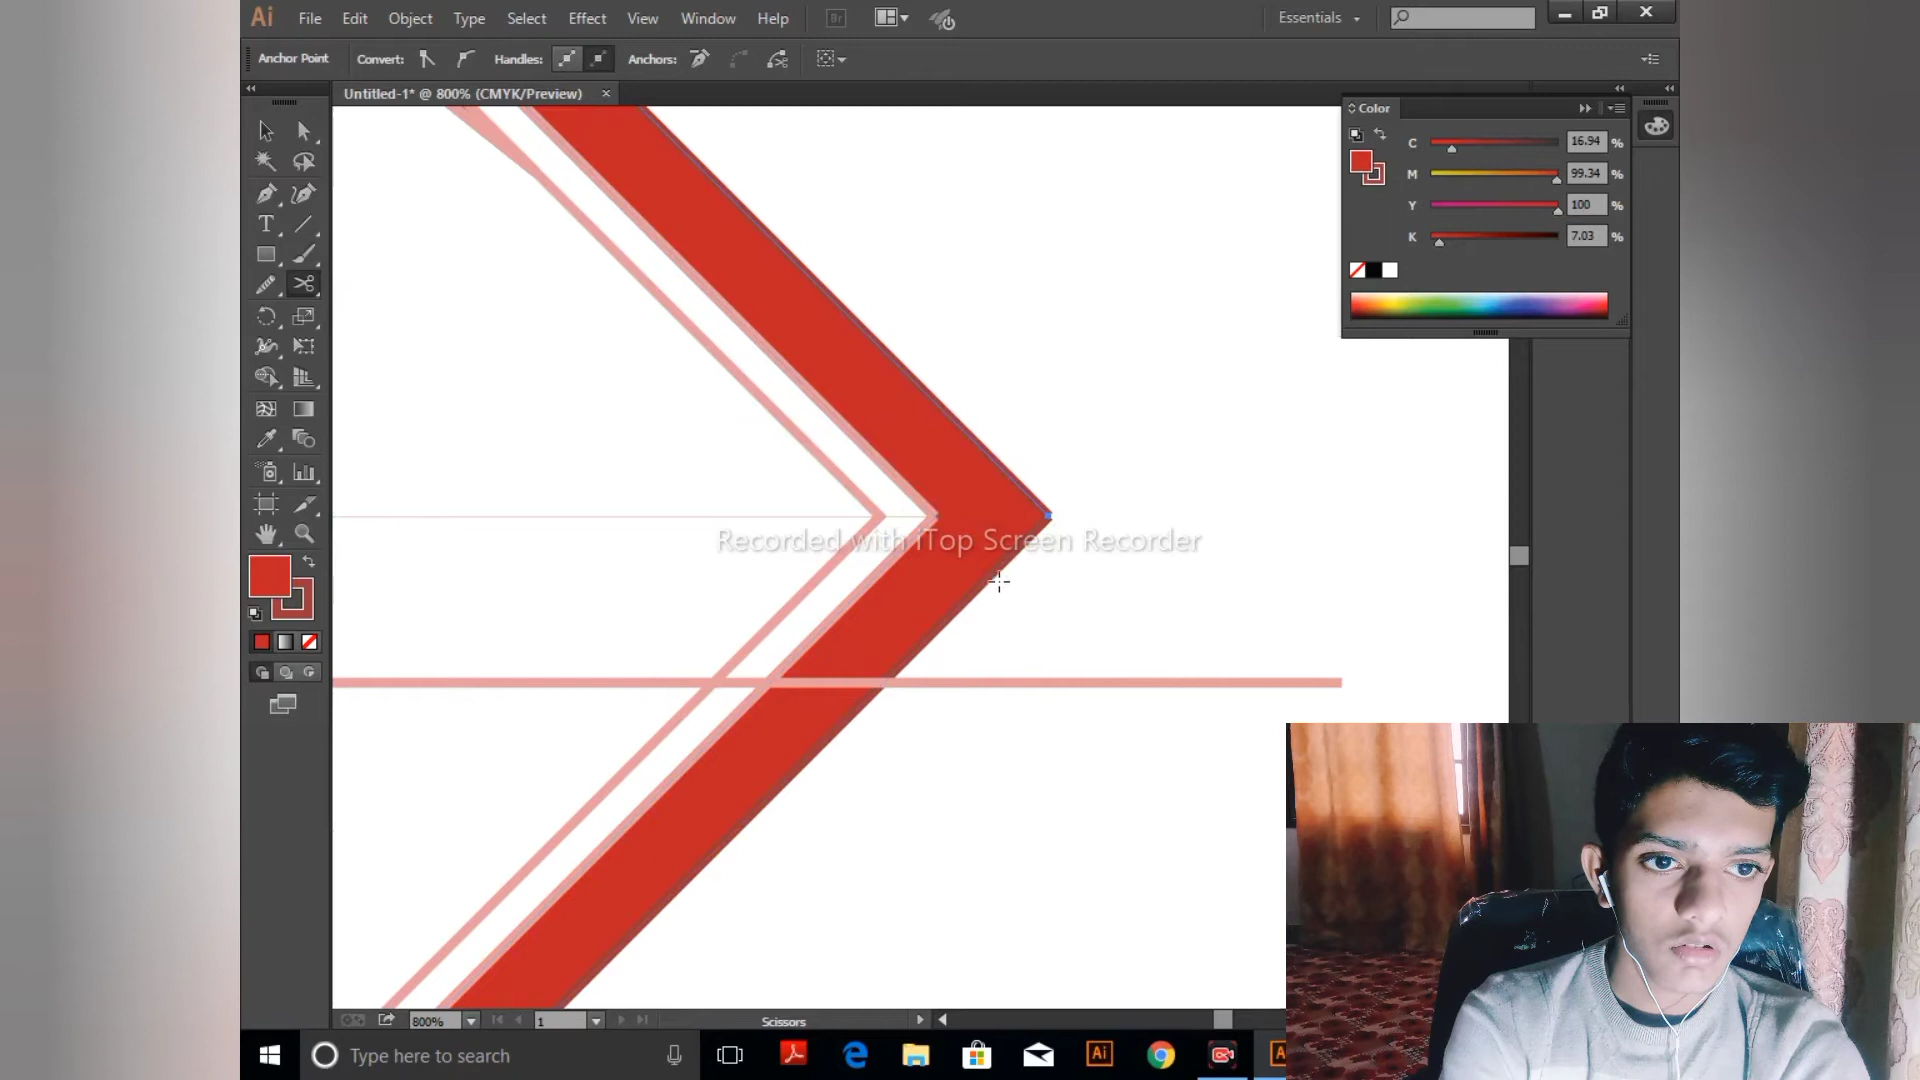 Ai File Edit Object Type Select Effect View Window Help Br Essentials
Anchor Point Convert: Handles: Anchors:
Untitled-1* @ 800% (CMYK/Preview)
Color
C 16.94 %
M 99.34 %
Y 100 %
K 7.03 %
T
Recorded with iTop Screen Recorder
800% 1 Scissors
Type here to search
Ai